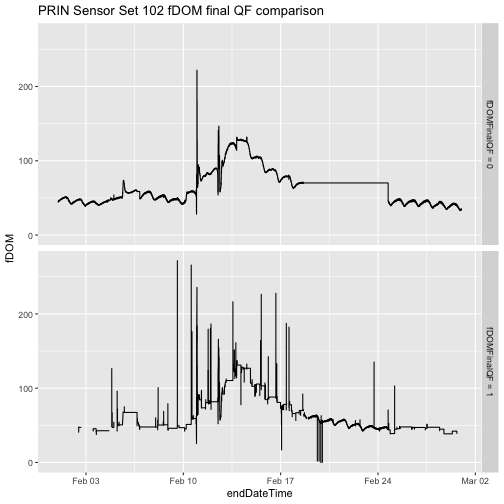 PRIN Sensor Set 102 fDOM final QF comparison
200
100
0
fDOMFinalQF = 0
fDOM
200
100
0
fDOMFinalQF = 1
Feb 03
Feb 10
Feb 17
Feb 24
Mar 02
endDateTime